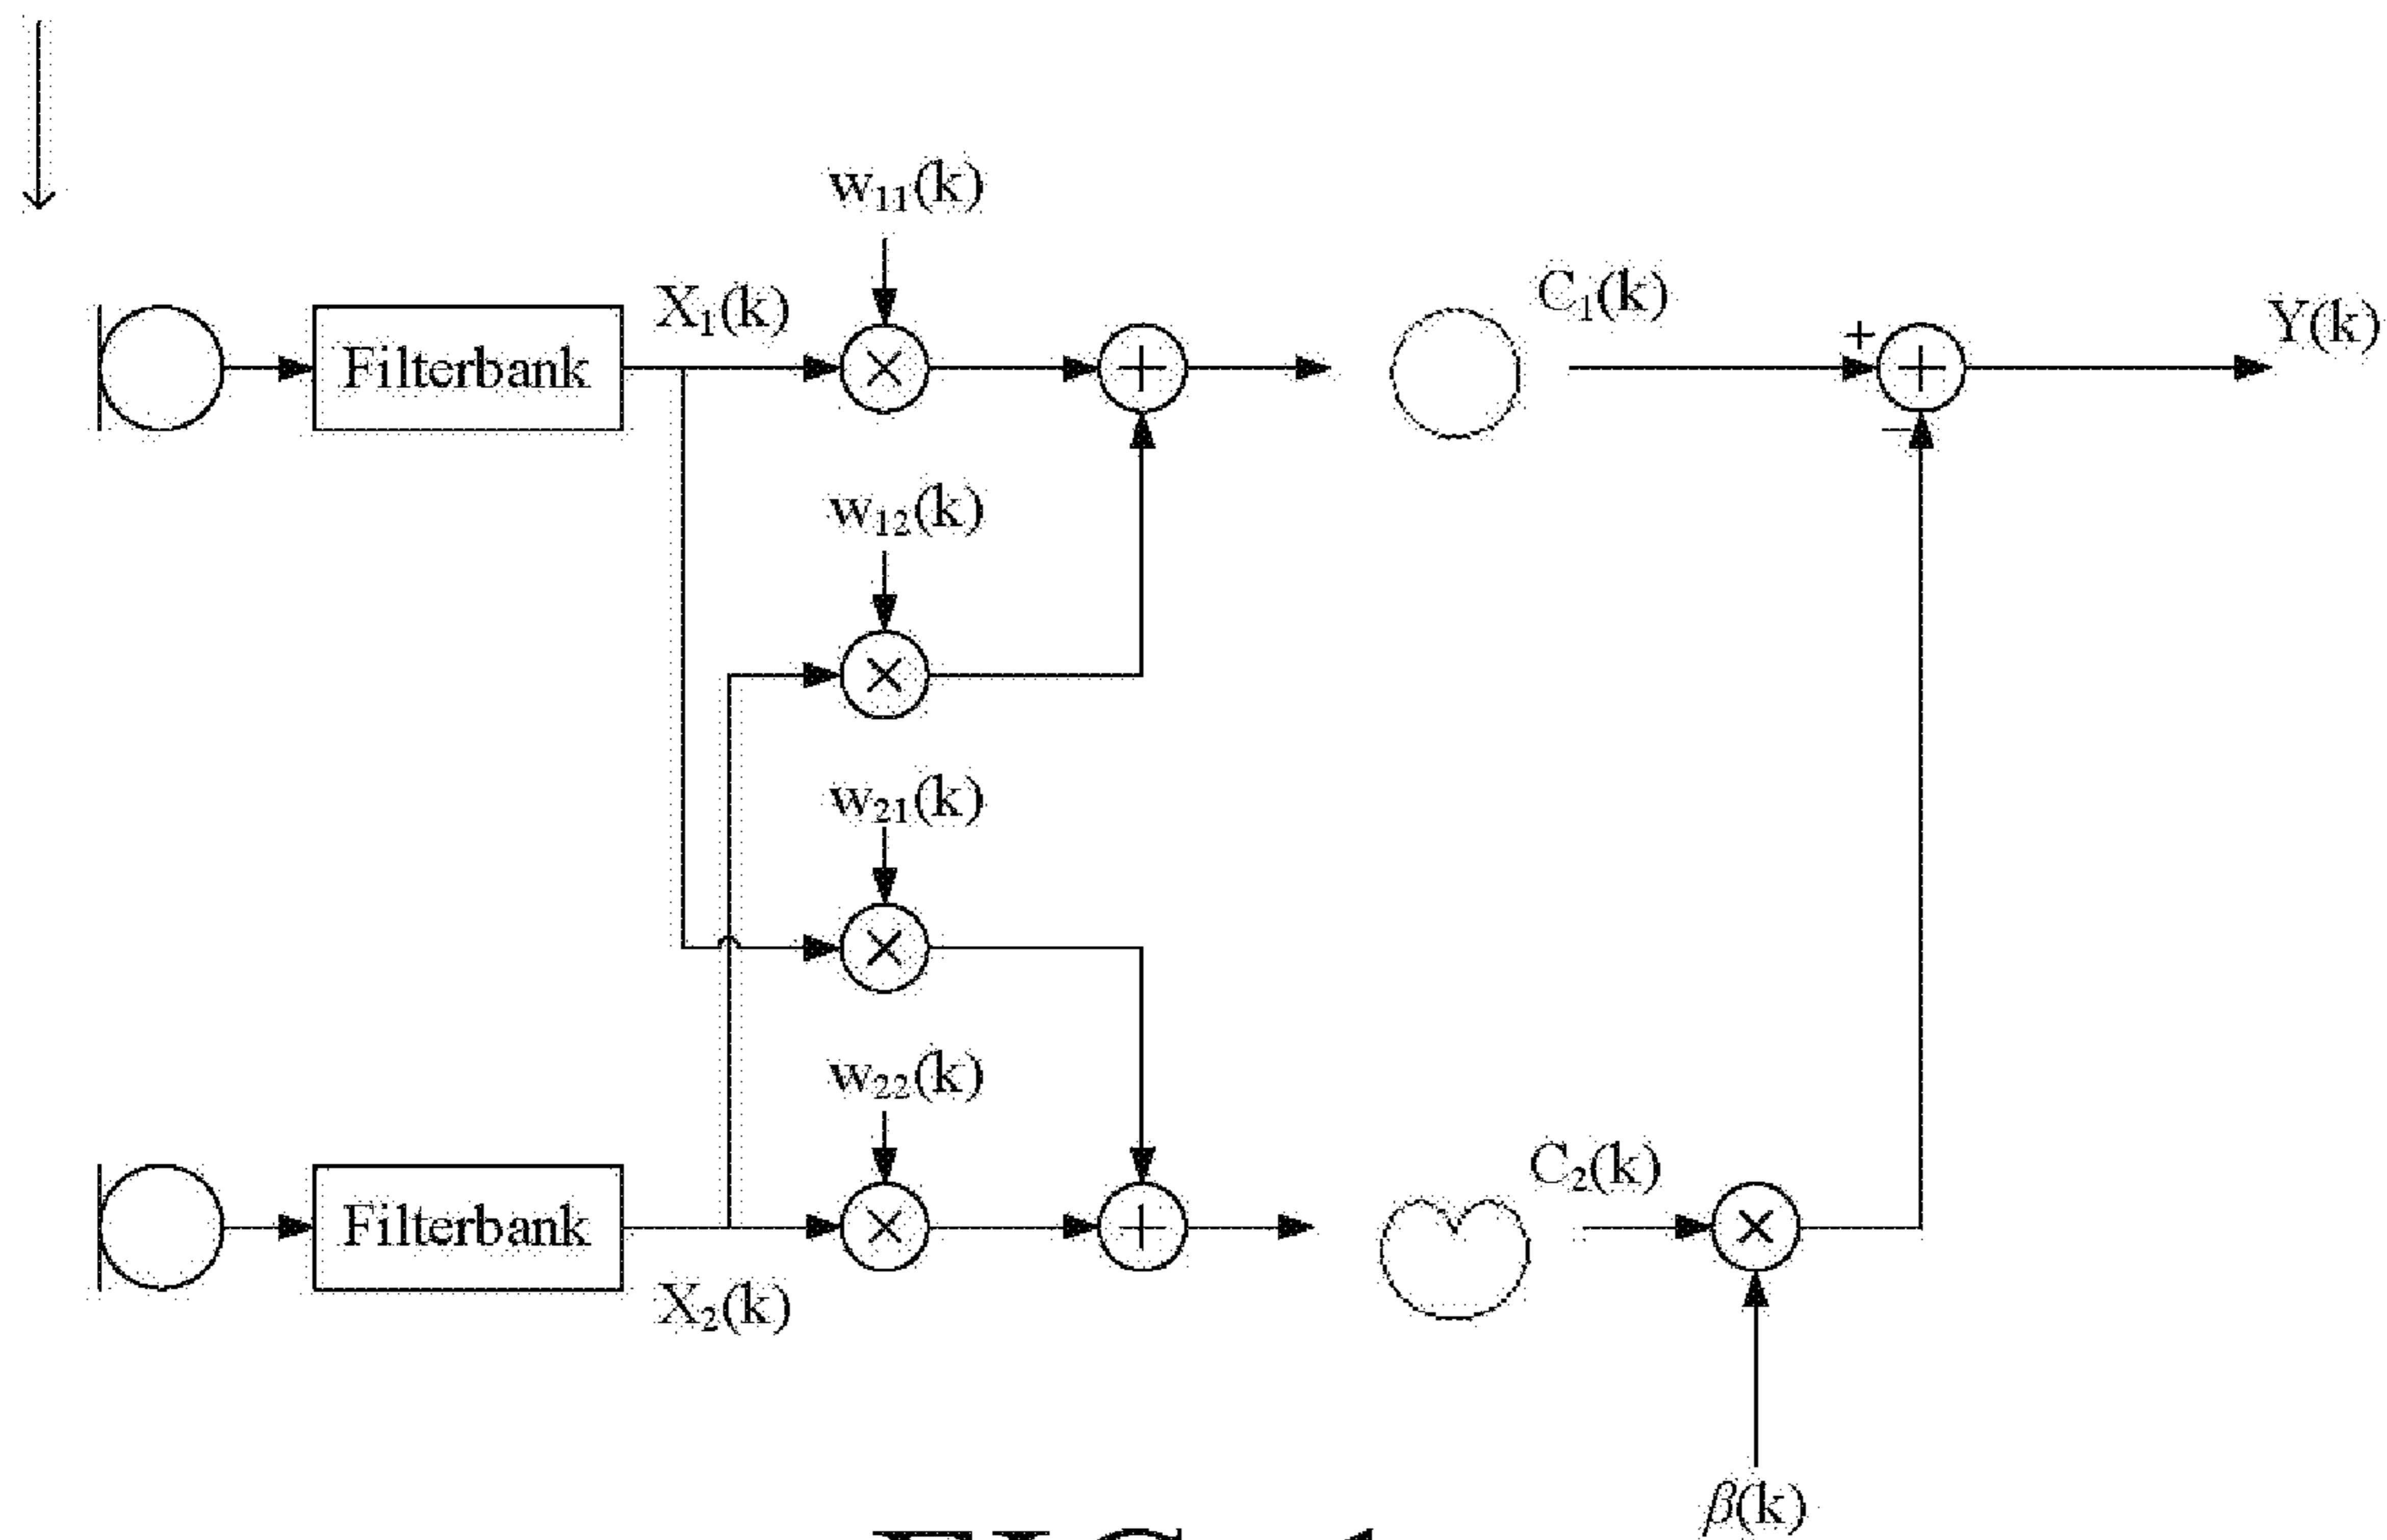 w₁₁(k)
X₁(k)
C₁(k)
Y(k)
Filterbank
×
+
+
+
−
w₁₂(k)
×
w₂₁(k)
×
w₂₂(k)
C₂(k)
Filterbank
×
+
×
X₂(k)
β(k)